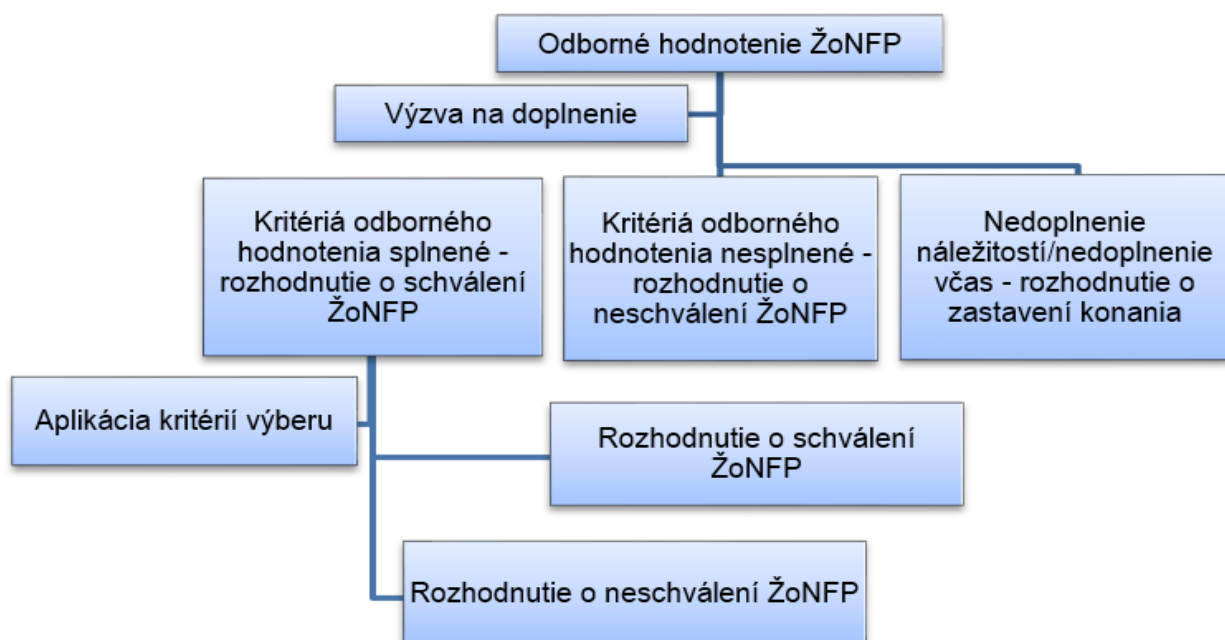 Odborné hodnotenie ŽoNFP
Výzva na doplnenie
Kritériá odborného
hodnotenia splnené -
rozhodnutie o schválení
ŽoNFP
Kritériá odborného
hodnotenia nesplnené -
rozhodnutie o
neschválení ŽoNFP
Nedoplnenie
náležitostí/nedoplnenie
včas - rozhodnutie o
zastavení konania
Aplikácia kritérií výberu
Rozhodnutie o schválení
ŽoNFP
Rozhodnutie o neschválení ŽoNFP